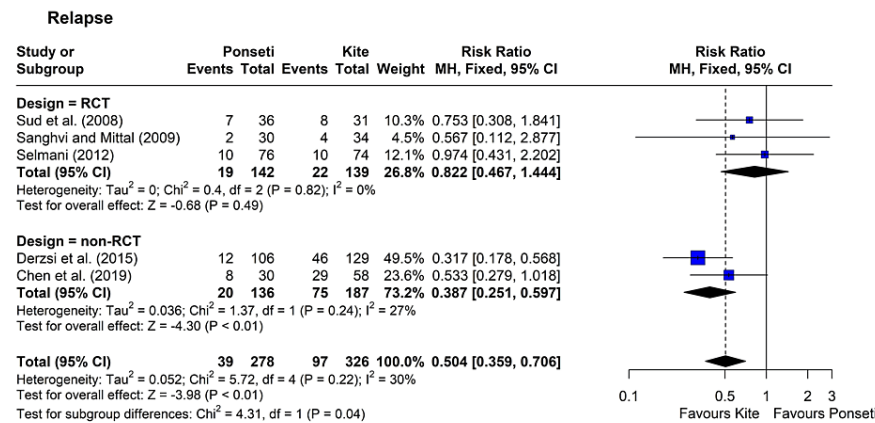 Relapse
Study or Ponseti Kite Risk Ratio Risk Ratio
Subgroup Events Total Events Total Weight MH, Fixed, 95% CI MH, Fixed, 95% CI
Design = RCT
Sud et al. (2008) 7 36 8 31 10.3% 0.753 [0.308, 1.841]
Sanghvi and Mittal (2009) 2 30 4 34 4.5% 0.567 [0.112, 2.877]
Selmani (2012) 10 76 10 74 12.1% 0.974 [0.431, 2.202]
Total (95% CI) 19 142 22 139 26.8% 0.822 [0.467, 1.444]
Heterogeneity: Tau² = 0; Chi² = 0.4, df = 2 (P = 0.82); I² = 0%
Test for overall effect: Z = -0.68 (P = 0.49)
Design = non-RCT
Derzsi et al. (2015) 12 106 46 129 49.5% 0.317 [0.178, 0.568]
Chen et al. (2019) 8 30 29 58 23.6% 0.533 [0.279, 1.018]
Total (95% CI) 20 136 75 187 73.2% 0.387 [0.251, 0.597]
Heterogeneity: Tau² = 0.036; Chi² = 1.37, df = 1 (P = 0.24); I² = 27%
Test for overall effect: Z = -4.30 (P < 0.01)
Total (95% CI) 39 278 97 326 100.0% 0.504 [0.359, 0.706]
Heterogeneity: Tau² = 0.052; Chi² = 5.72, df = 4 (P = 0.22); I² = 30%
Test for overall effect: Z = -3.98 (P < 0.01)
Test for subgroup differences: Chi² = 4.31, df = 1 (P = 0.04)
0.1 0.5 1 2 3
Favours Kite Favours Ponseti